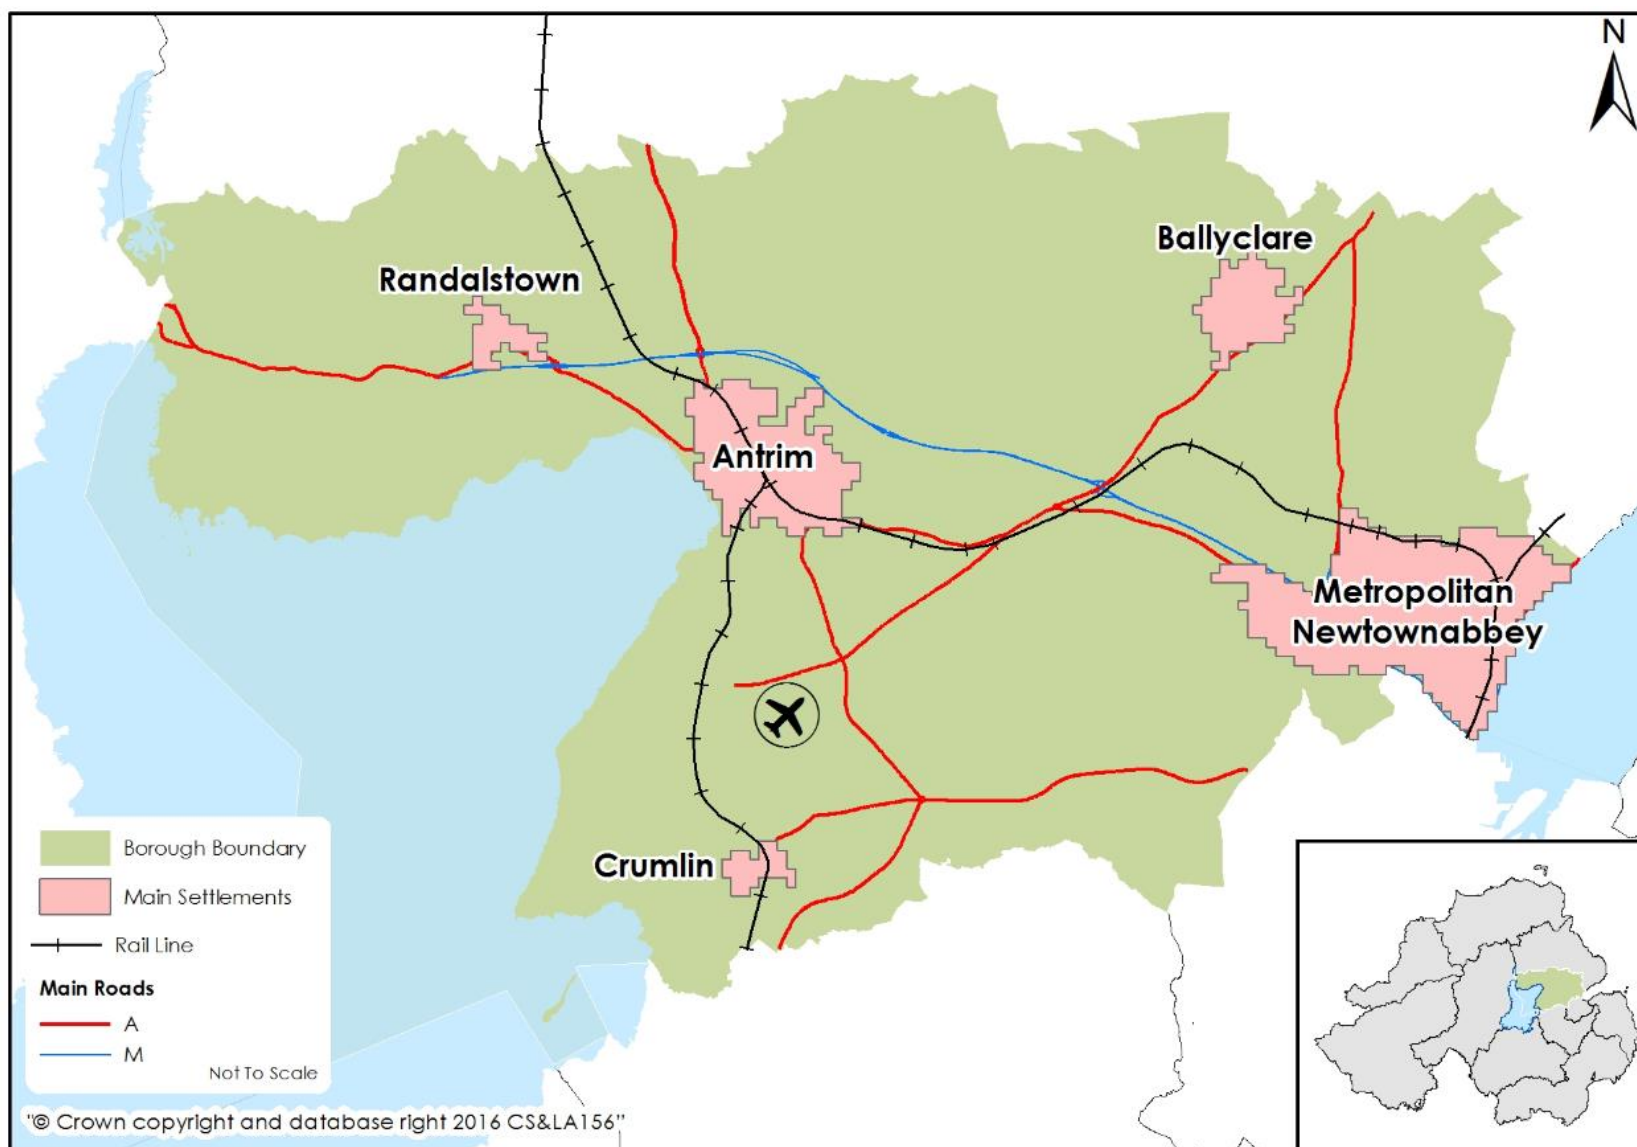 N
Ballyclare
Randalstown
Antrim
Metropolitan
Newtownabbey
Crumlin
Borough Boundary
Main Settlements
Rail Line
Main Roads
A
M
Not To Scale
"© Crown copyright and database right 2016 CS&LA156”